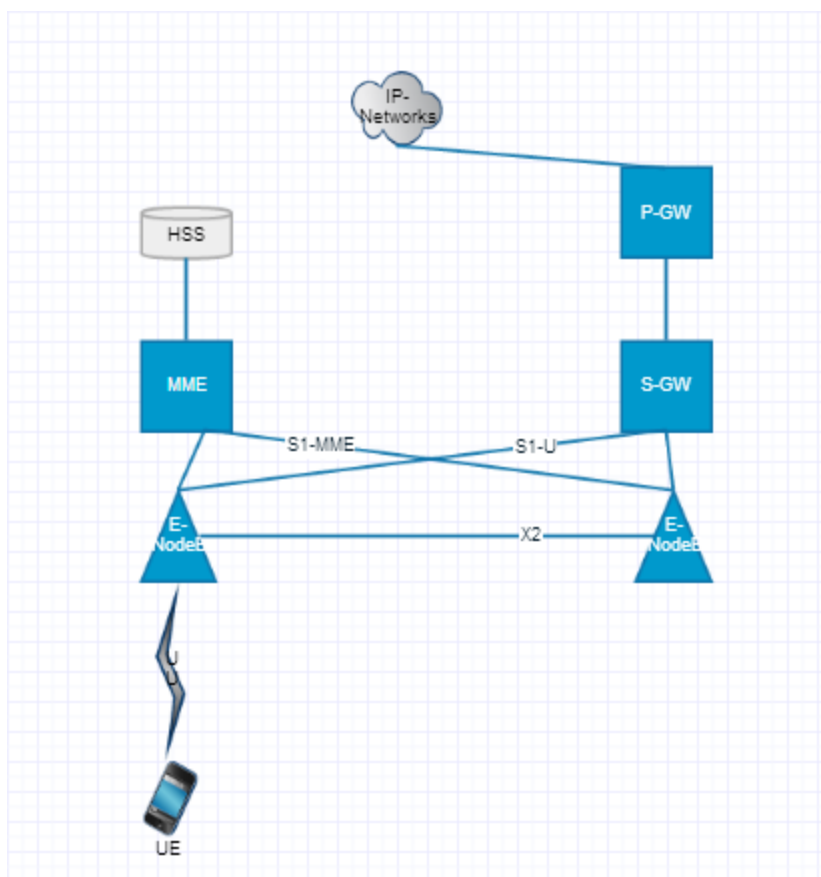 IP-
Networks
P-GW
HSS
MME
S-GW
S1-MME
S1-U
E-
NodeB
X2
E-
NodeB
UE